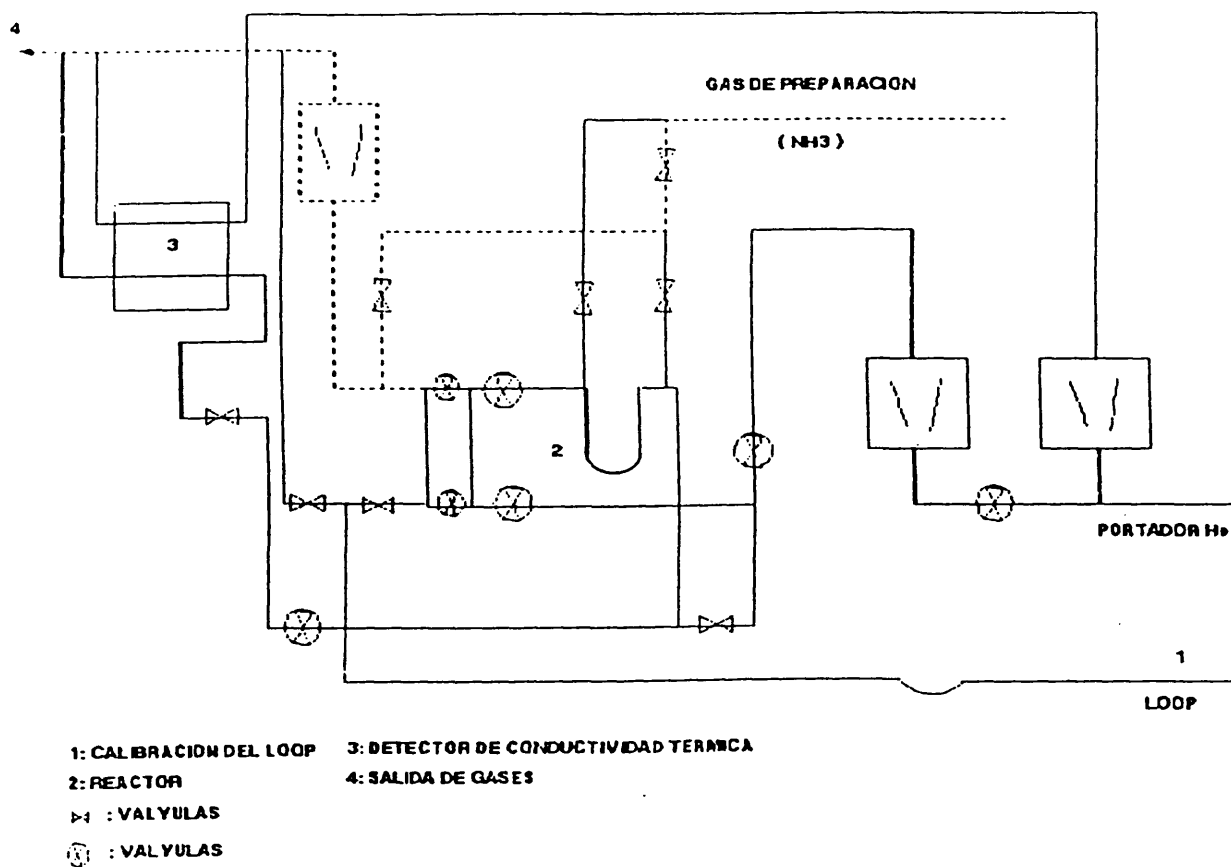 4
GAS DE PREPARACION
( NH3 )
3
2
PORTADOR He
1
LOOP
1: CALIBRACION DEL LOOP
3: DETECTOR DE CONDUCTIVIDAD TERMICA
2: REACTOR
4: SALIDA DE GASES
: VALVULAS
: VALVULAS